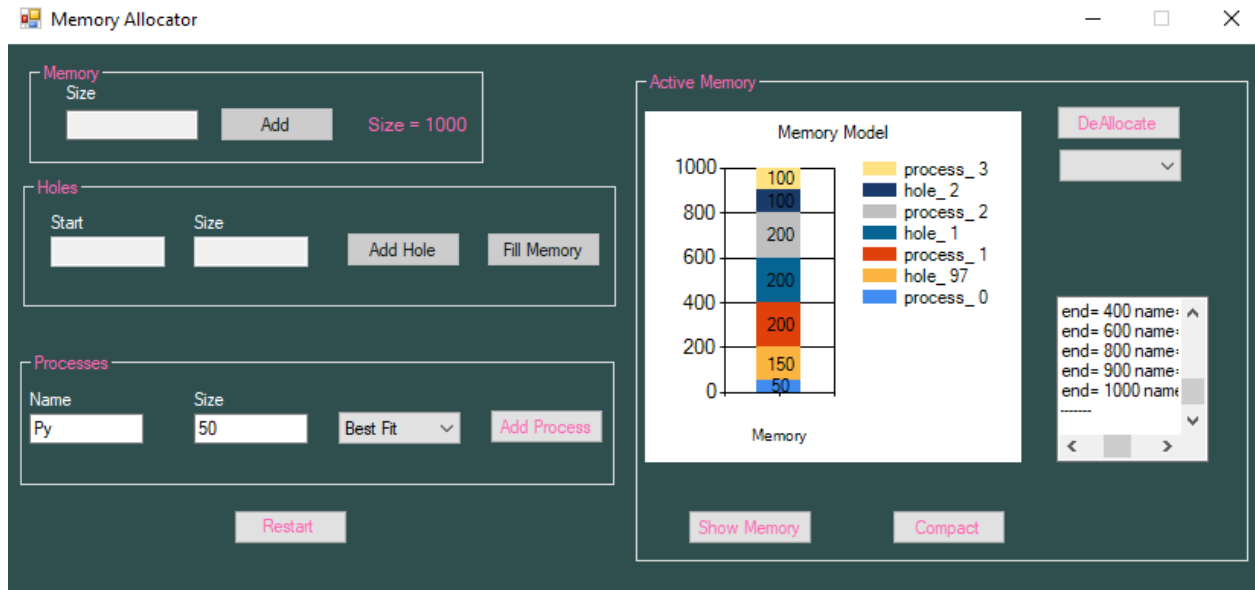 Memory Allocator
Memory
Size
Add
Size = 1000
Holes
Start
Size
Add Hole
Fill Memory
Processes
Name
Size
Py
50
Best Fit
Add Process
Restart
Active Memory
Memory Model
1000
800
600
400
200
0
100
100
200
200
200
150
50
Memory
process_ 3
hole_ 2
process_ 2
hole_ 1
process_ 1
hole_ 97
process_ 0
DeAllocate
end= 400 name=
end= 600 name=
end= 800 name=
end= 900 name=
end= 1000 name
-------
Show Memory
Compact